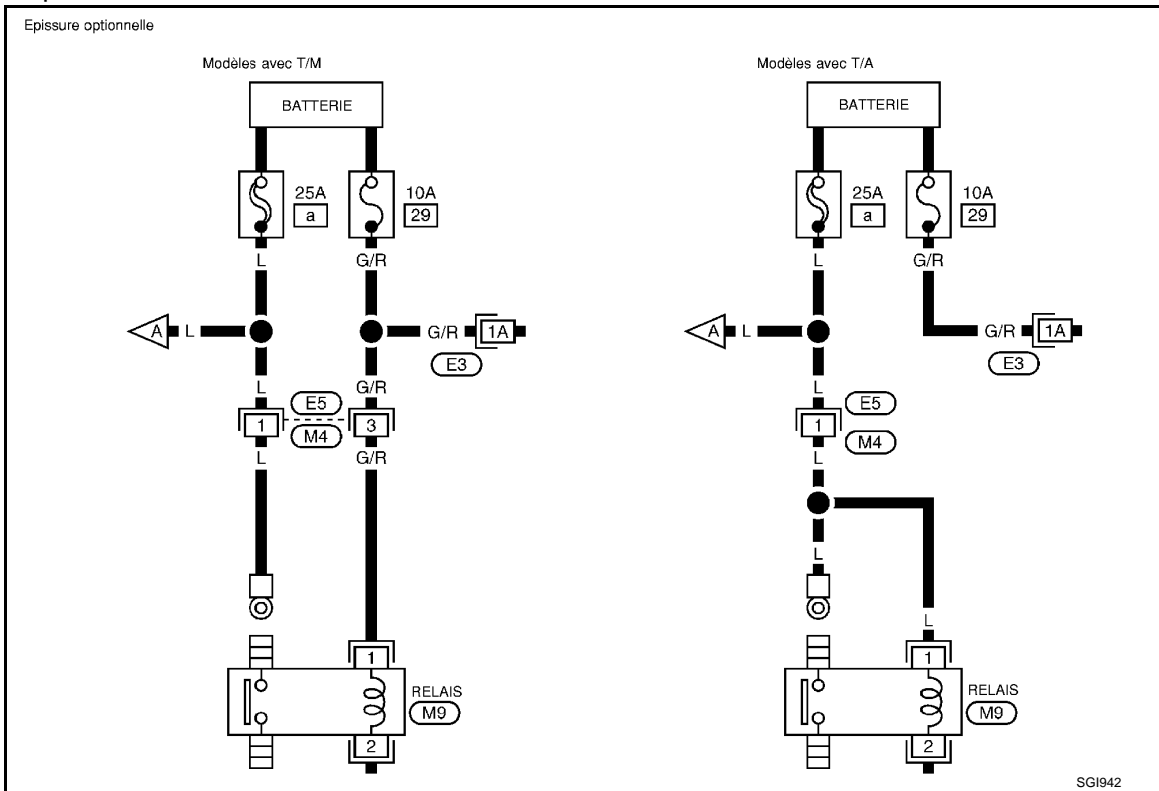 Epissure optionnelle
Modèles avec T/M
BATTERIE
25A
a
10A
29
L
G/R
A
L
G/R
1A
E3
L
G/R
1
E5
M4
3
L
G/R
1
RELAIS
M9
2
Modèles avec T/A
BATTERIE
25A
a
10A
29
L
G/R
A
L
G/R
1A
E3
L
1
E5
M4
L
L
L
1
RELAIS
M9
2
SGI942